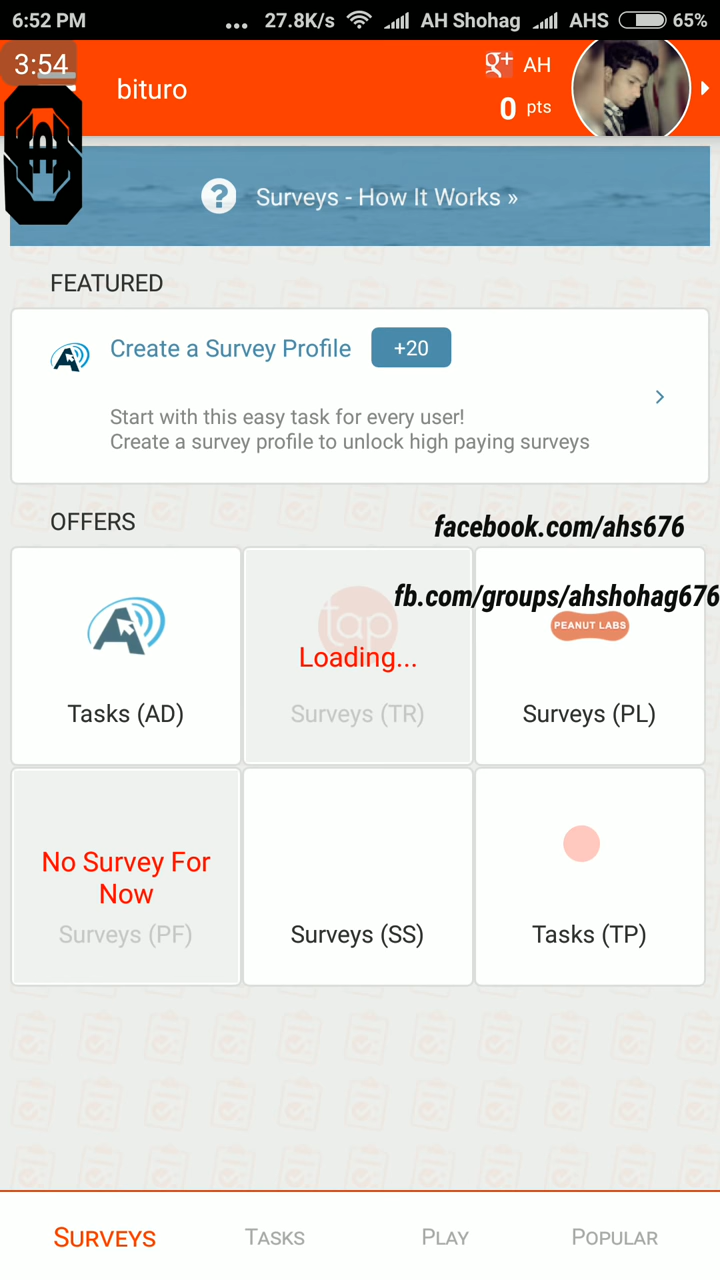 6:52 PM ... 27.8K/s AH Shohag AHS 65%
3:54
bituro
g+ AH
0 pts
? Surveys - How It Works »
FEATURED
Create a Survey Profile +20
Start with this easy task for every user!
Create a survey profile to unlock high paying surveys
OFFERS
facebook.com/ahs676
fb.com/groups/ahshohag676
tap
PEANUT LABS
Loading...
Tasks (AD) Surveys (TR) Surveys (PL)
No Survey For
Now
Surveys (PF) Surveys (SS) Tasks (TP)
SURVEYS TASKS PLAY POPULAR